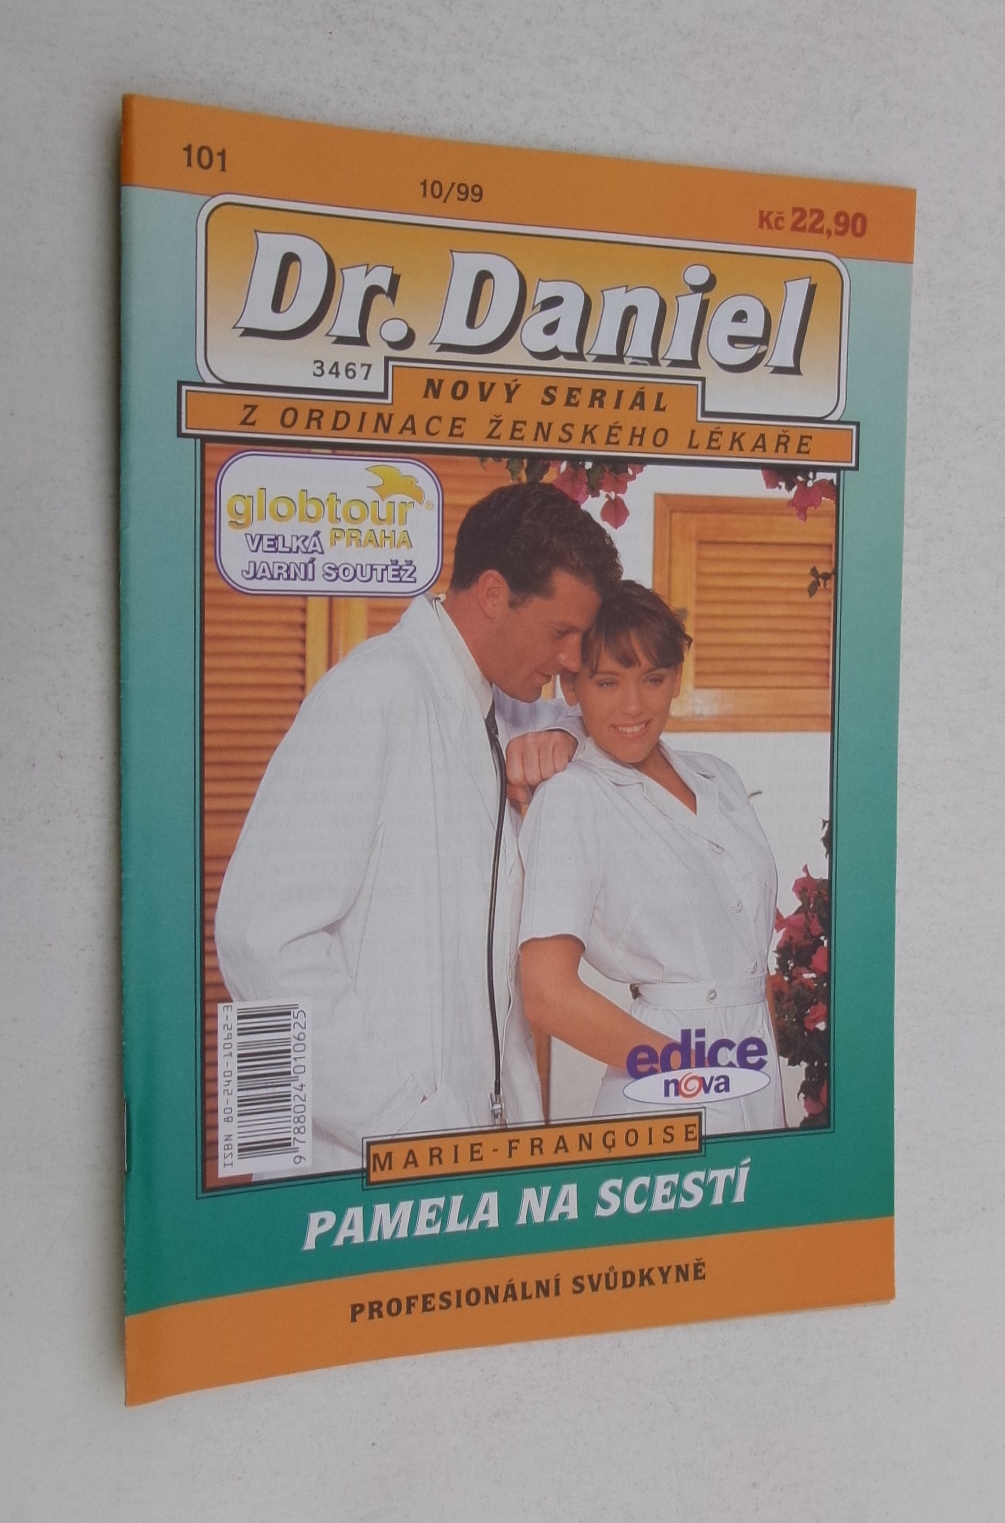 101
10/99
Kč 22,90
Dr. Daniel
3467
NOVÝ SERIÁL
Z ORDINACE ŽENSKÉHO LÉKAŘE
globtour®
PRAHA
VELKÁ
JARNÍ SOUTĚŽ
ISBN 80-240-1062-3
9 788024 010625
edice
nova
MARIE-FRANÇOISE
PAMELA NA SCESTÍ
PROFESIONÁLNÍ SVŮDKYNĚ